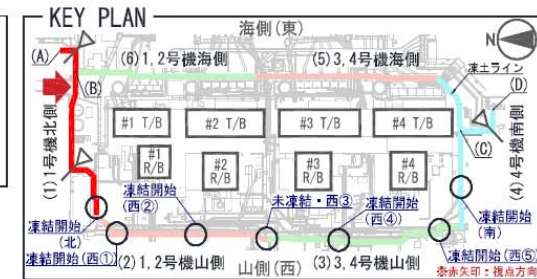 KEY PLAN
海側(東)
N
(A)
(6)1,2号機海側
(5)3,4号機海側
凍土ライン
(D)
(B)
#1 T/B
#2 T/B
#3 T/B
#4 T/B
(C)
(1)1号機北側
(4)4号機南側
#1
R/B
#2
R/B
#3
R/B
#4
R/B
凍結開始
(西②)
未凍結・西③
凍結開始
(西④)
凍結開始
(南)
凍結開始
(北)
凍結開始(西①)
(2)1,2号機山側
山側(西)
(3)3,4号機山側
凍結開始(西⑤)
※赤矢印:視点方向